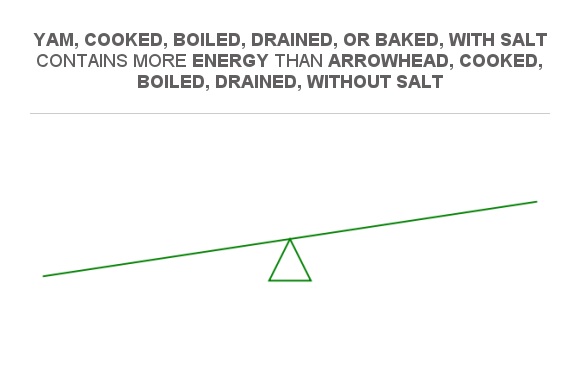 YAM, COOKED, BOILED, DRAINED, OR BAKED, WITH SALT
CONTAINS MORE ENERGY THAN ARROWHEAD, COOKED,
BOILED, DRAINED, WITHOUT SALT